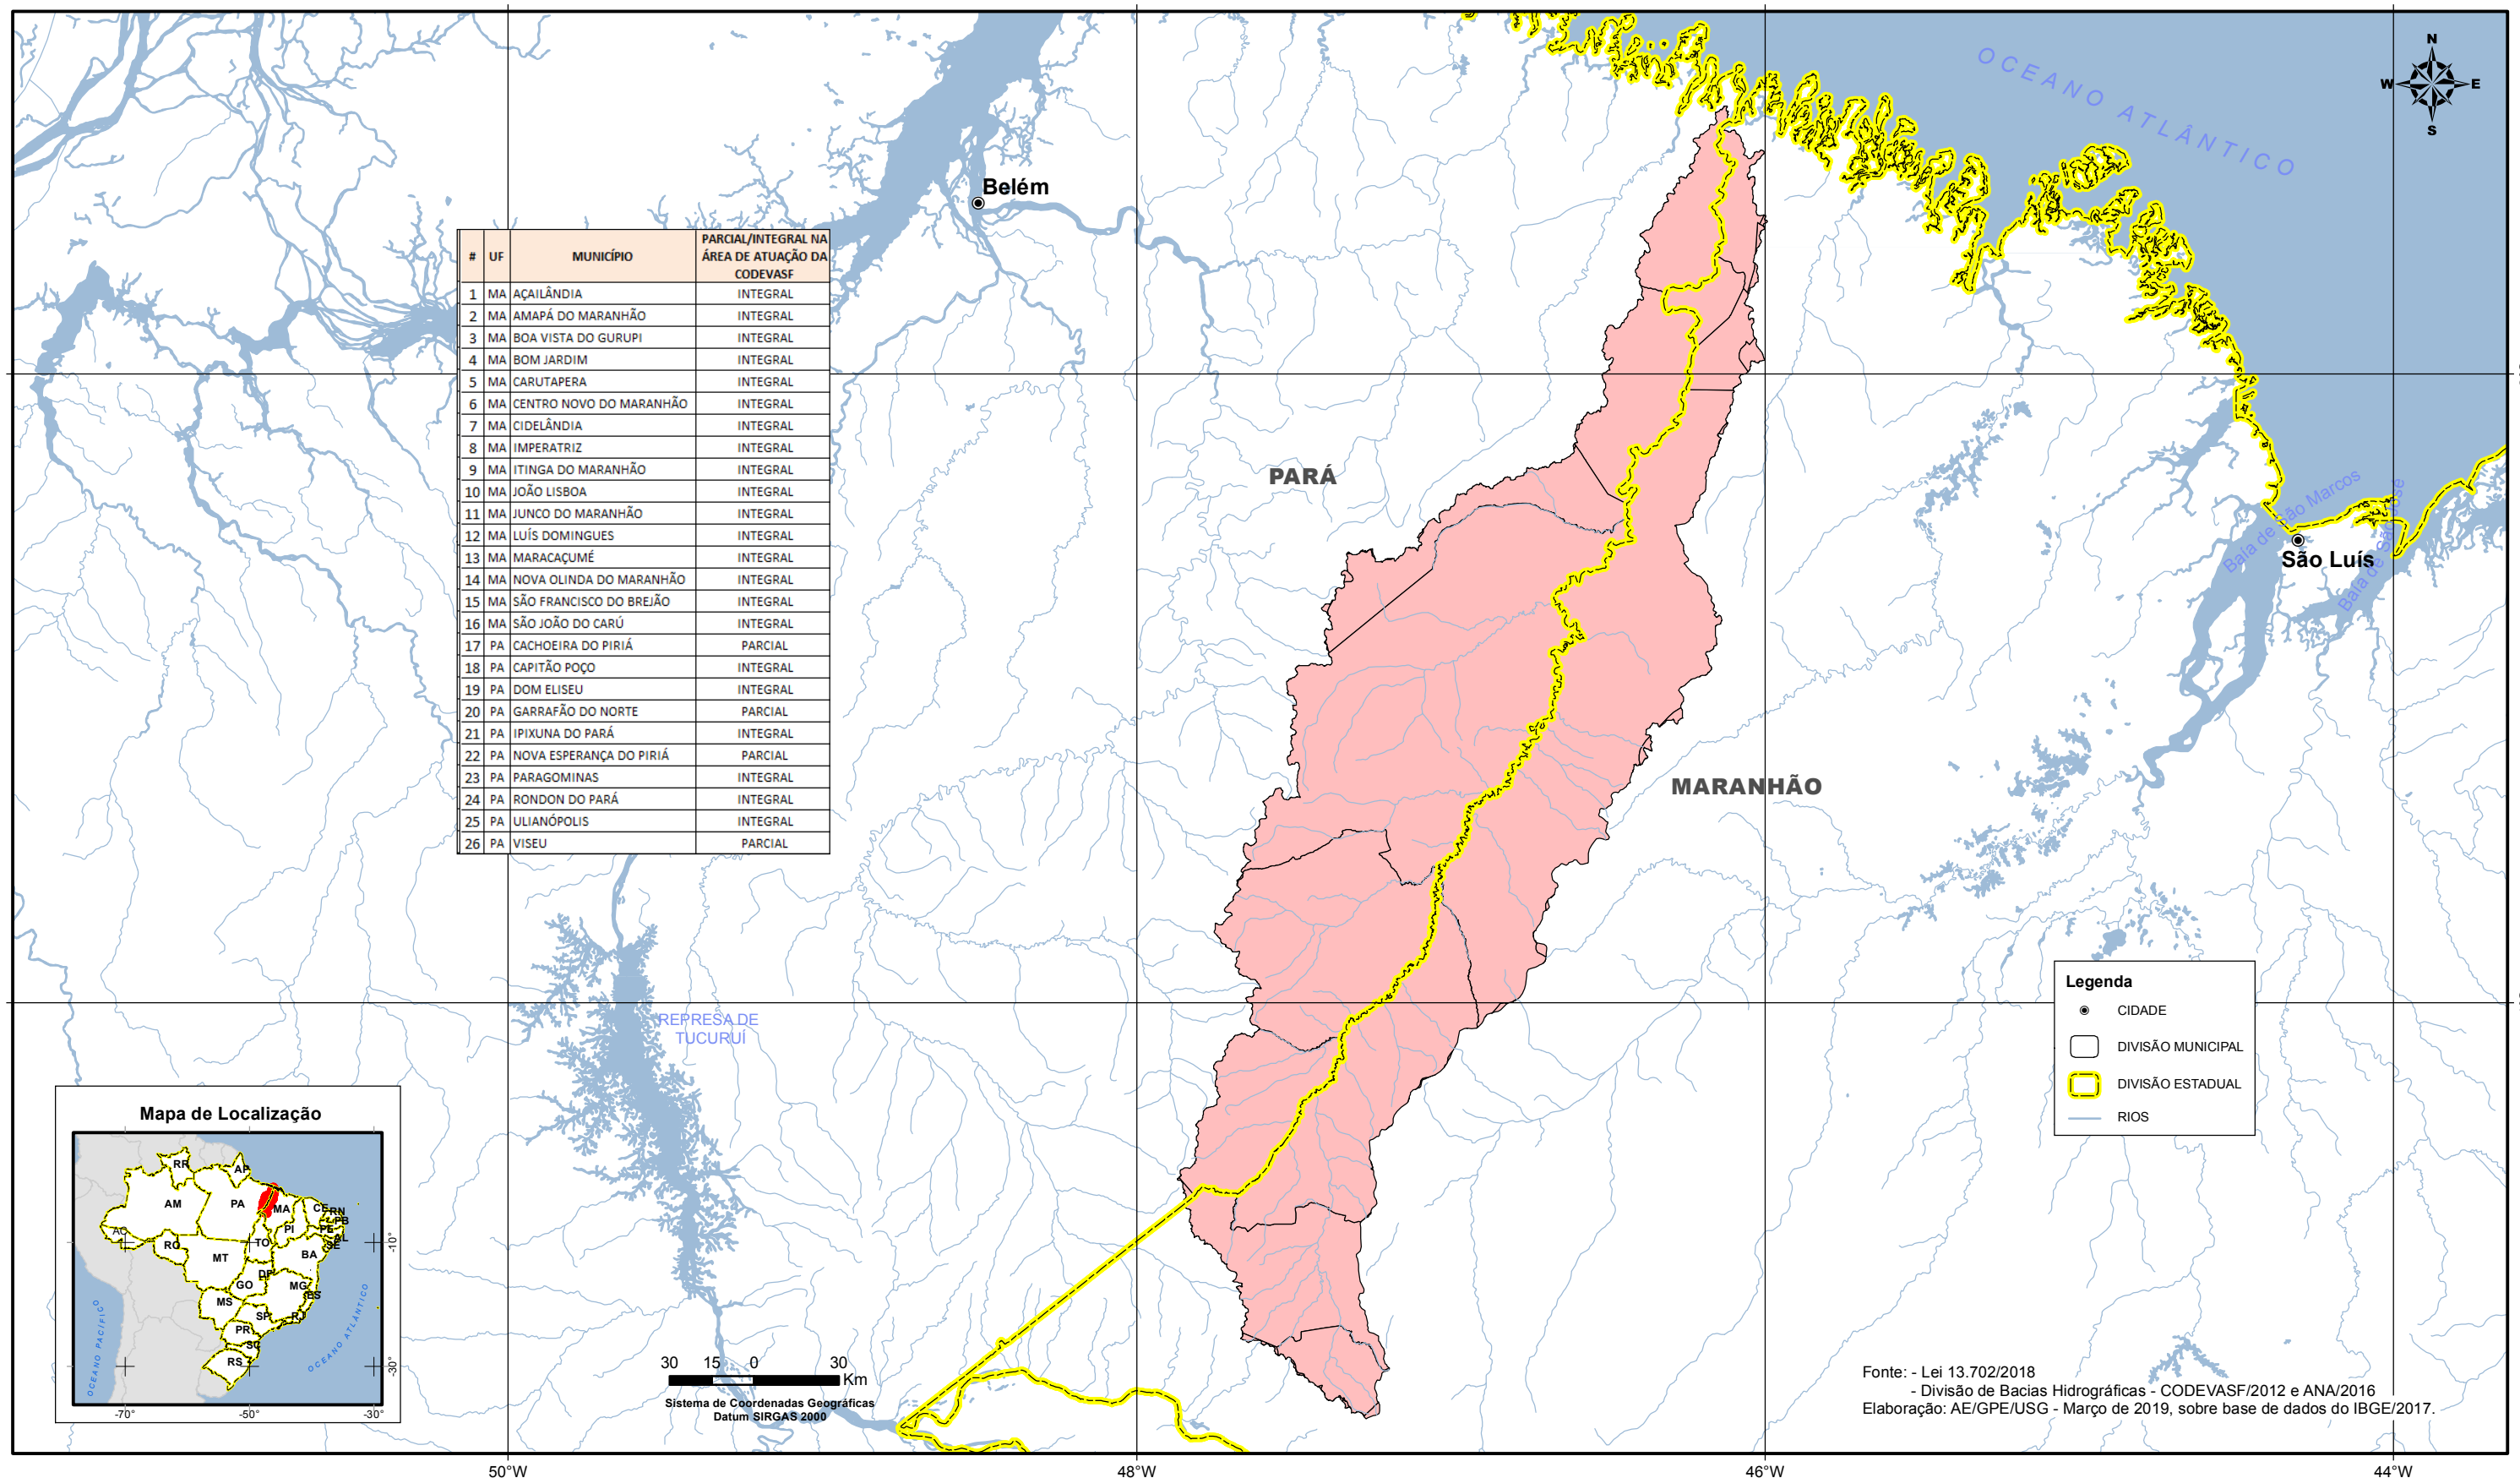 OCEANO ATLÂNTICO
N
W E
S
Belém
# UF MUNICÍPIO PARCIAL/INTEGRAL NA ÁREA DE ATUAÇÃO DA CODEVASF
1 MA AÇAILÂNDIA INTEGRAL
2 MA AMAPÁ DO MARANHÃO INTEGRAL
3 MA BOA VISTA DO GURUPI INTEGRAL
4 MA BOM JARDIM INTEGRAL
5 MA CARUTAPERA INTEGRAL
6 MA CENTRO NOVO DO MARANHÃO INTEGRAL
7 MA CIDELÂNDIA INTEGRAL
8 MA IMPERATRIZ INTEGRAL
9 MA ITINGA DO MARANHÃO INTEGRAL
10 MA JOÃO LISBOA INTEGRAL
11 MA JUNCO DO MARANHÃO INTEGRAL
12 MA LUÍS DOMINGUES INTEGRAL
13 MA MARACAÇUMÉ INTEGRAL
14 MA NOVA OLINDA DO MARANHÃO INTEGRAL
15 MA SÃO FRANCISCO DO BREJÃO INTEGRAL
16 MA SÃO JOÃO DO CARÚ INTEGRAL
17 PA CACHOEIRA DO PIRIÁ PARCIAL
18 PA CAPITÃO POÇO INTEGRAL
19 PA DOM ELISEU INTEGRAL
20 PA GARRAFÃO DO NORTE PARCIAL
21 PA IPIXUNA DO PARÁ INTEGRAL
22 PA NOVA ESPERANÇA DO PIRIÁ PARCIAL
23 PA PARAGOMINAS INTEGRAL
24 PA RONDON DO PARÁ INTEGRAL
25 PA ULIANÓPOLIS INTEGRAL
26 PA VISEU PARCIAL
PARÁ
Baía de São Marcos
Baía de São José
São Luís
MARANHÃO
REPRESA DE
TUCURUÍ
Legenda
CIDADE
DIVISÃO MUNICIPAL
DIVISÃO ESTADUAL
RIOS
Mapa de Localização
RR
AP
AM
PA
MA
CE
RN
PB
PI
PE
AL
SE
AC
RO
TO
MT
BA
DF
GO
MG
ES
MS
SP
RJ
PR
SC
RS
OCEANO PACÍFICO
OCEANO ATLÂNTICO
-10°
-30°
-70°
-50°
-30°
30 15 0 30
Km
Sistema de Coordenadas Geográficas
Datum SIRGAS 2000
Fonte: - Lei 13.702/2018
- Divisão de Bacias Hidrográficas - CODEVASF/2012 e ANA/2016
Elaboração: AE/GPE/USG - Março de 2019, sobre base de dados do IBGE/2017.
50°W
48°W
46°W
44°W